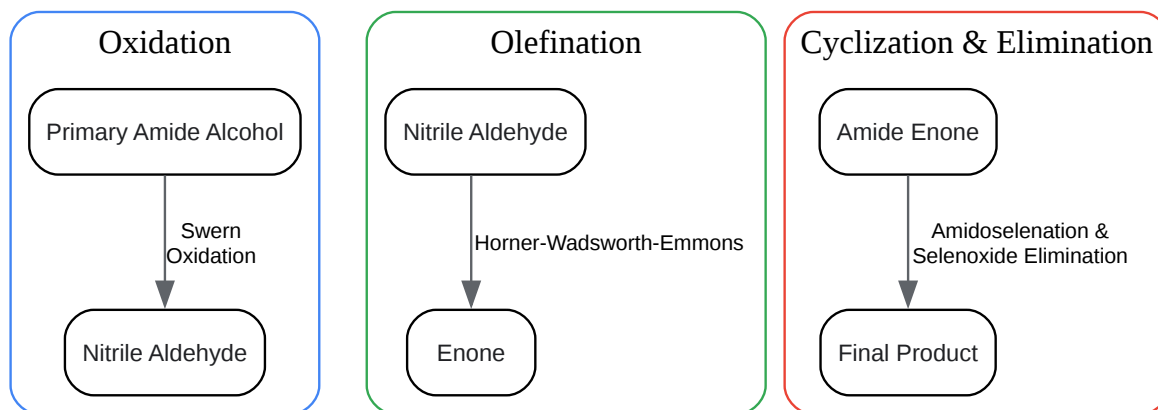 Oxidation
Primary Amide Alcohol
Swern
Oxidation
Nitrile Aldehyde
Olefination
Nitrile Aldehyde
Horner-Wadsworth-Emmons
Enone
Cyclization & Elimination
Amide Enone
Amidoselenation &
Selenoxide Elimination
Final Product